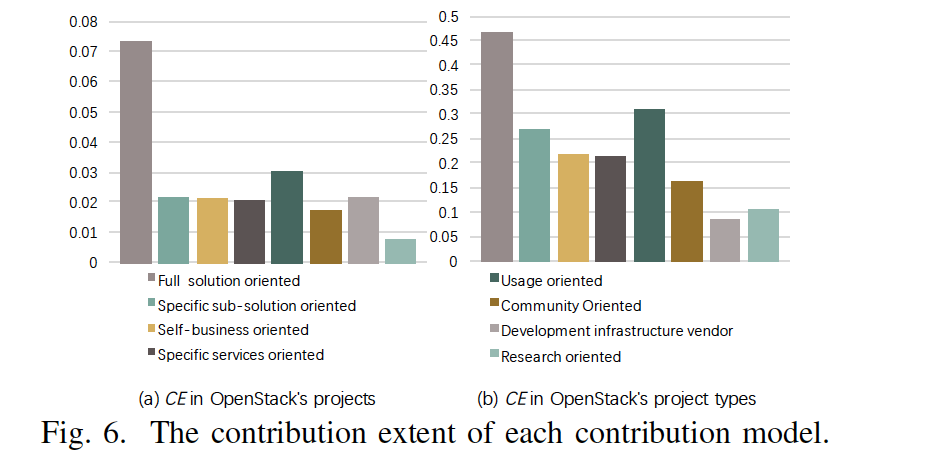 0.08
0.07
0.06
0.05
0.04
0.03
0.02
0.01
0
0.5
0.45
0.4
0.35
0.3
0.25
0.2
0.15
0.1
0.05
0
Full solution oriented
Specific sub-solution oriented
Self-business oriented
Specific services oriented
Usage oriented
Community Oriented
Development infrastructure vendor
Research oriented
(a) CE in OpenStack's projects
(b) CE in OpenStack's project types
Fig. 6. The contribution extent of each contribution model.